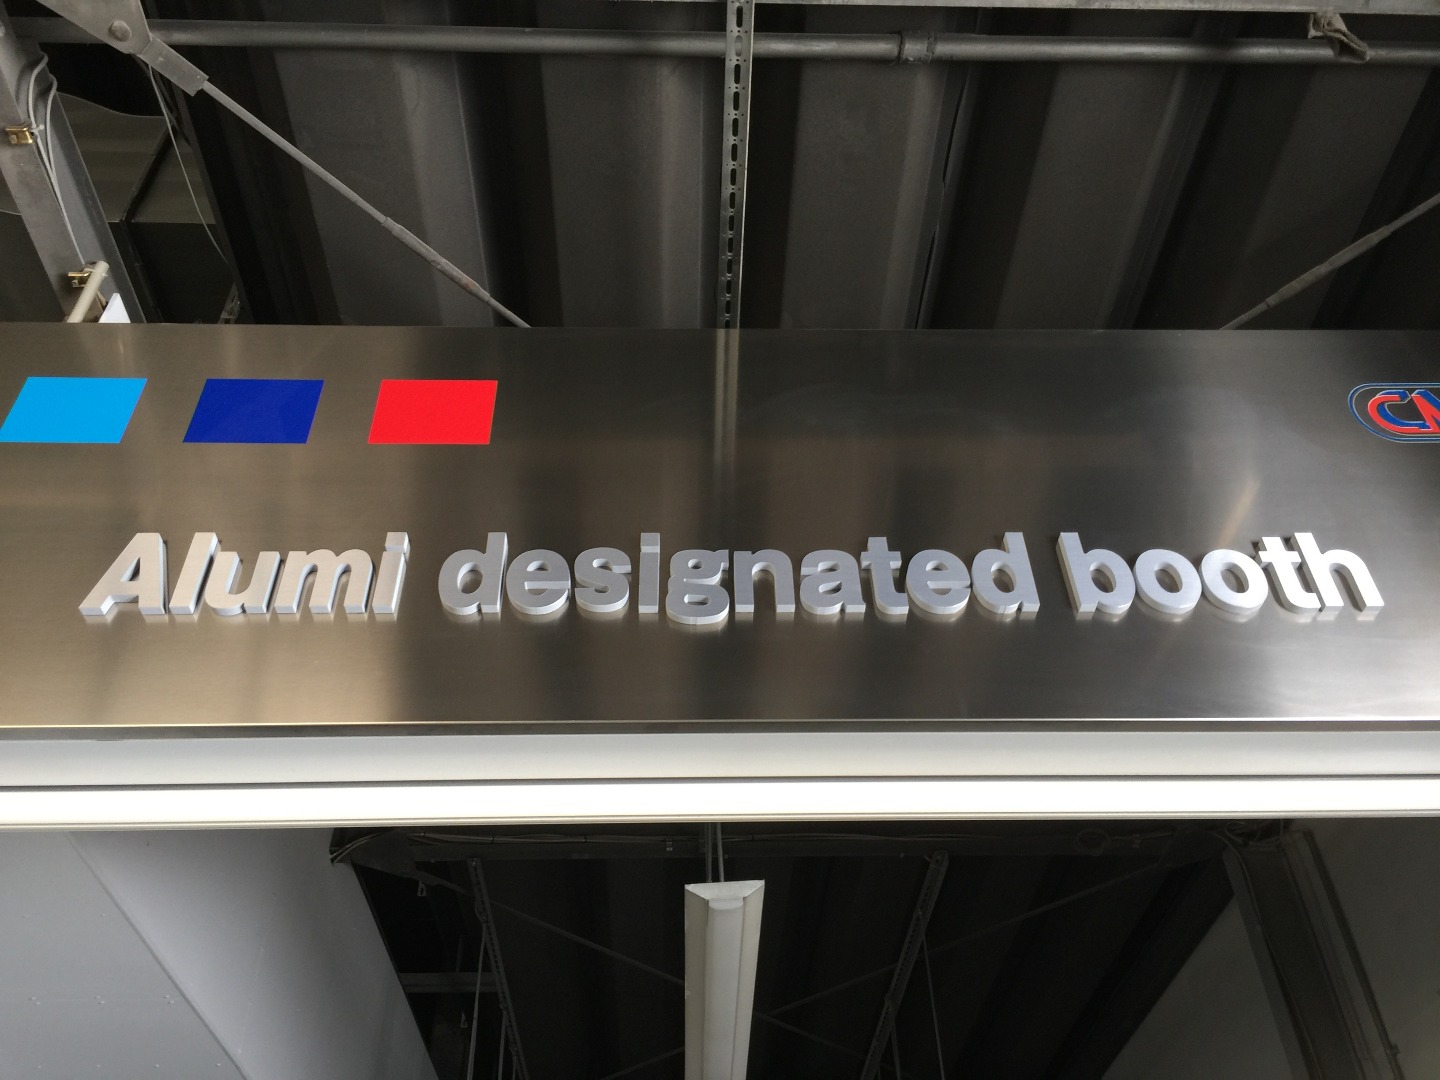 Alumi designated booth